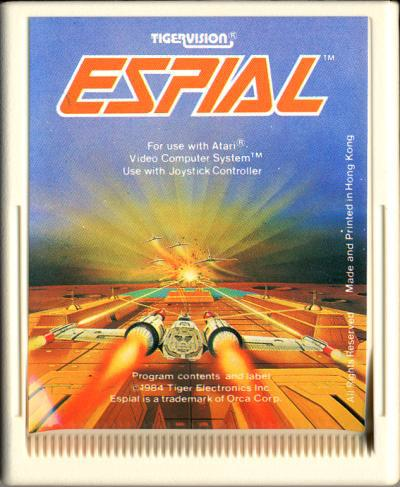 TIGERVISION®
ESPIAL™
For use with Atari®
Video Computer System™
Use with Joystick Controller
Program contents and label
©1984 Tiger Electronics Inc.
Espial is a trademark of Orca Corp.
All Rights Reserved Made and Printed in Hong Kong